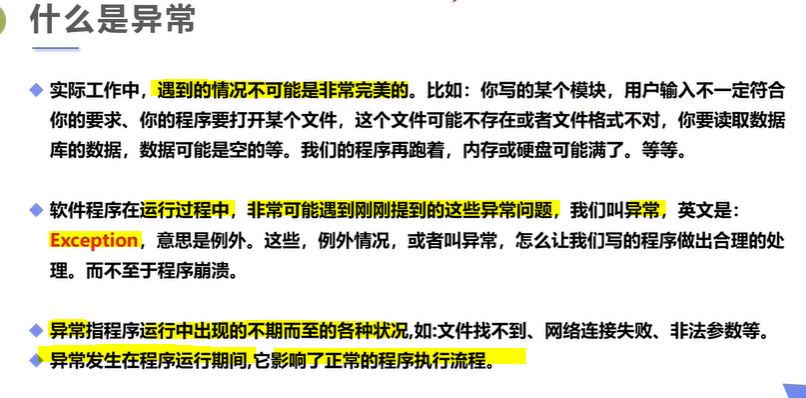 什么是异常
实际工作中，遇到的情况不可能是非常完美的。比如：你写的某个模块，用户输入不一定符合
你的要求、你的程序要打开某个文件，这个文件可能不存在或者文件格式不对，你要读取数据
库的数据，数据可能是空的等。我们的程序再跑着，内存或硬盘可能满了。等等。
软件程序在运行过程中，非常可能遇到刚刚提到的这些异常问题，我们叫异常，英文是：
Exception，意思是例外。这些，例外情况，或者叫异常，怎么让我们写的程序做出合理的处
理。而不至于程序崩溃。
异常指程序运行中出现的不期而至的各种状况,如:文件找不到、网络连接失败、非法参数等。
异常发生在程序运行期间,它影响了正常的程序执行流程。